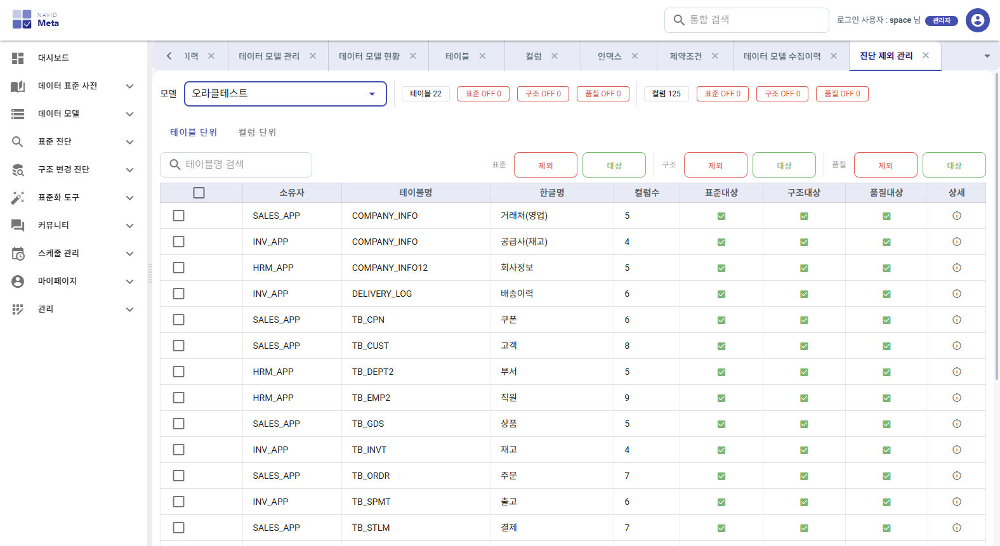 NAVID
Meta
통합 검색
로그인 사용자 : space 님
관리자
대시보드
데이터 표준 사전
데이터 모델
표준 진단
구조 변경 진단
표준화 도구
커뮤니티
스케줄 관리
마이페이지
관리
이력
데이터 모델 관리
데이터 모델 현황
테이블
컬럼
인덱스
제약조건
데이터 모델 수집이력
진단 제외 관리
모델
오라클테스트
테이블 22
표준 OFF 0
구조 OFF 0
품질 OFF 0
컬럼 125
표준 OFF 0
구조 OFF 0
품질 OFF 0
테이블 단위
컬럼 단위
테이블명 검색
표준
제외
대상
구조
제외
대상
품질
제외
대상
소유자 테이블명 한글명 컬럼수 표준대상 구조대상 품질대상 상세
SALES_APP COMPANY_INFO 거래처(영업) 5
INV_APP COMPANY_INFO 공급사(재고) 4
HRM_APP COMPANY_INFO12 회사정보 5
INV_APP DELIVERY_LOG 배송이력 6
SALES_APP TB_CPN 쿠폰 6
SALES_APP TB_CUST 고객 8
HRM_APP TB_DEPT2 부서 5
HRM_APP TB_EMP2 직원 9
SALES_APP TB_GDS 상품 5
INV_APP TB_INVT 재고 4
SALES_APP TB_ORDR 주문 7
INV_APP TB_SPMT 출고 6
SALES_APP TB_STLM 결제 7